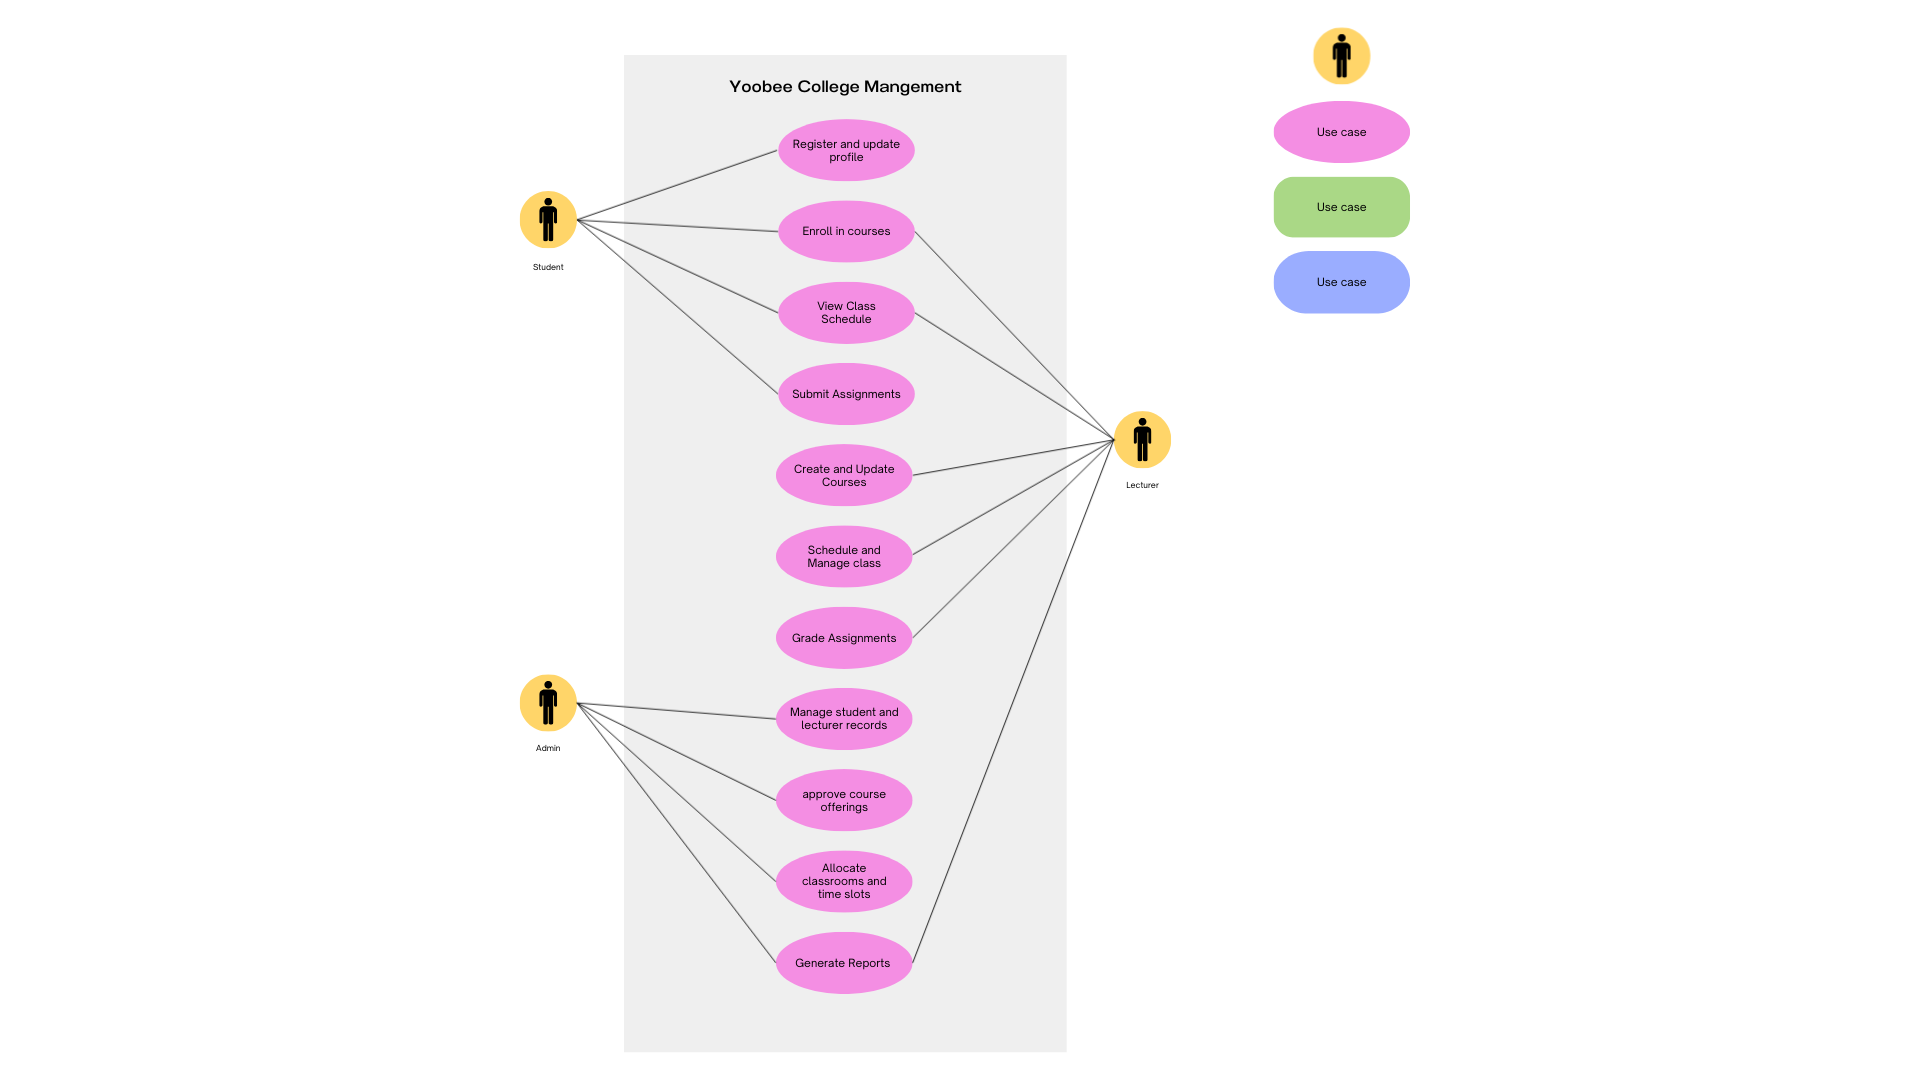 Yoobee College Mangement
Register and update
profile
Enroll in courses
View Class
Schedule
Submit Assignments
Create and Update
Courses
Schedule and
Manage class
Grade Assignments
Manage student and
lecturer records
approve course
offerings
Allocate
classrooms and
time slots
Generate Reports
Student
Admin
Lecturer
Use case
Use case
Use case